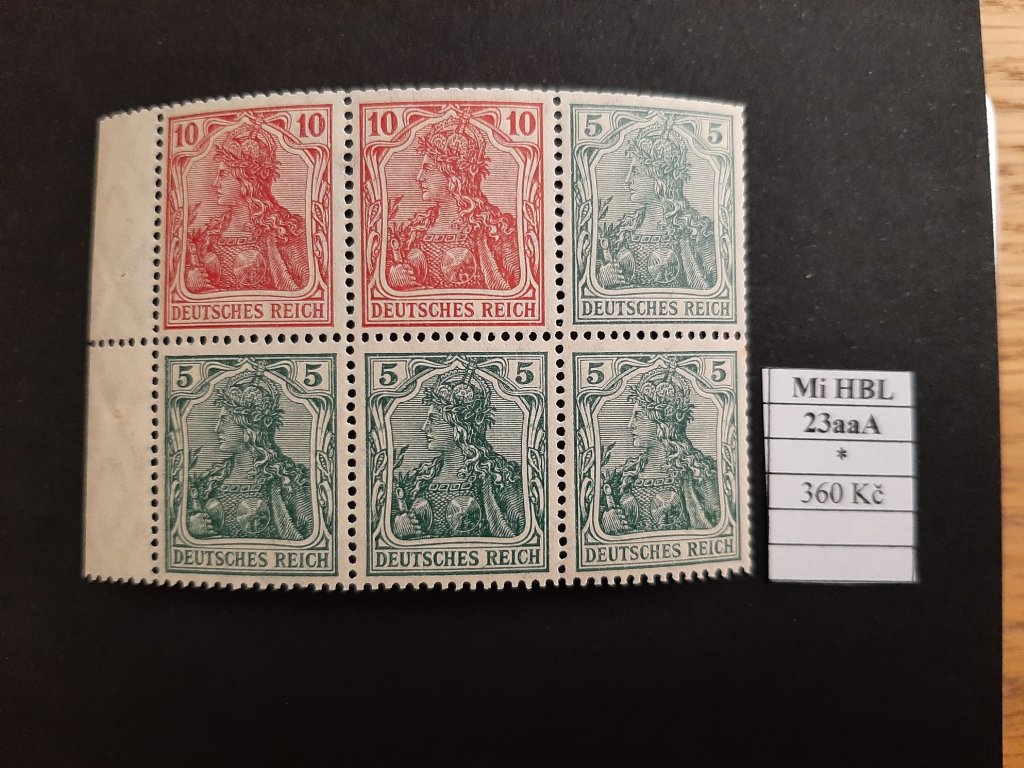 10 10
DEUTSCHES REICH
10 10
DEUTSCHES REICH
5 5
DEUTSCHES REICH
5 5
DEUTSCHES REICH
5 5
DEUTSCHES REICH
5 5
DEUTSCHES REICH
Mi HBL
23aaA
*
360 Kč